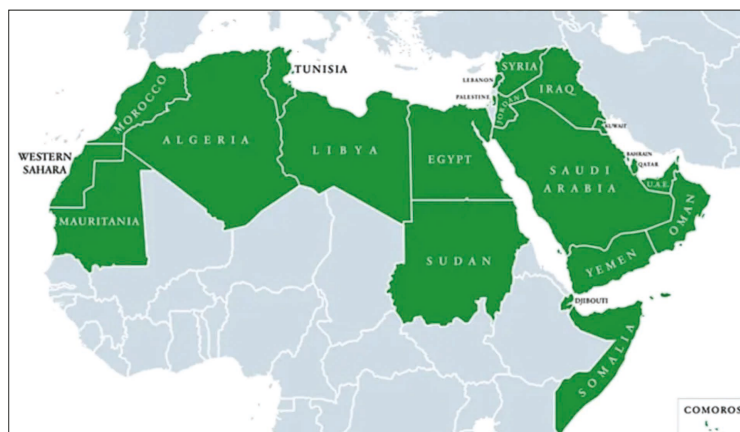 TUNISIA
MOROCCO
ALGERIA
LIBYA
EGYPT
WESTERN
SAHARA
MAURITANIA
SUDAN
SYRIA
LEBANON
PALESTINE
JORDAN
IRAQ
KUWAIT
BAHRAIN
QATAR
SAUDI
ARABIA
U.A.E.
OMAN
YEMEN
DJIBOUTI
SOMALIA
COMOROS